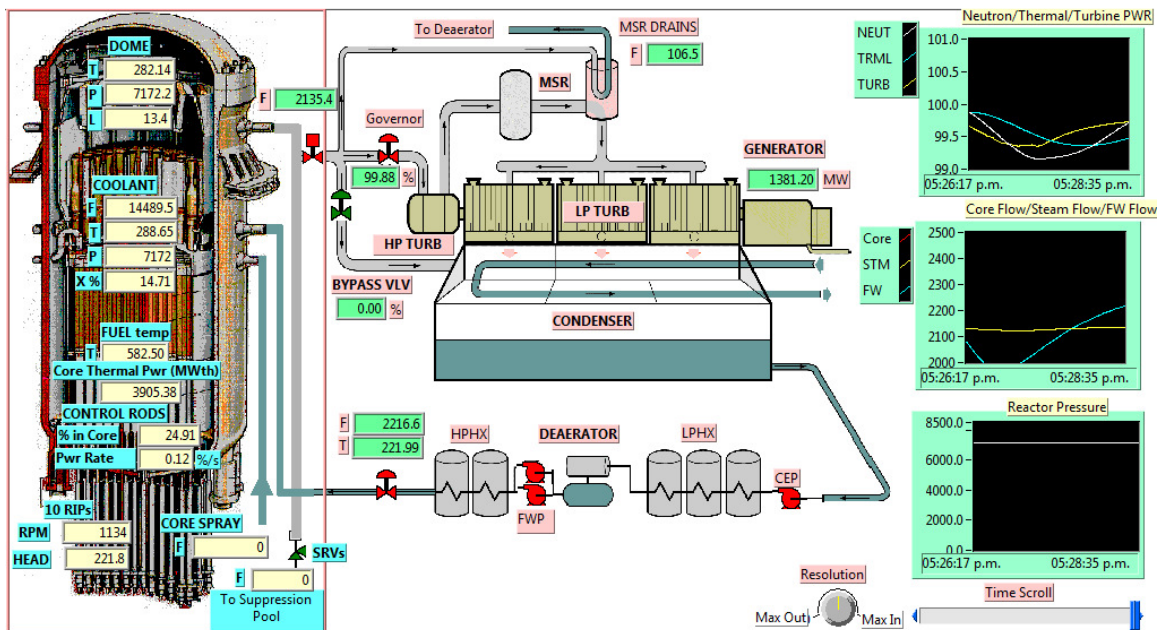 DOME
T 282.14
P 7172.2
L 13.4
COOLANT
F 14489.5
T 288.65
P 7172
X % 14.71
FUEL temp
T 582.50
Core Thermal Pwr (MWth)
3905.38
CONTROL RODS
% in Core 24.91
Pwr Rate 0.12 %/s
10 RIPs
RPM 1134
HEAD 221.8
CORE SPRAY
F 0
SRVs
F 0
To Suppression
Pool
F 2135.4
To Deaerator
MSR DRAINS
F 106.5
MSR
Governor
99.88 %
HP TURB
LP TURB
GENERATOR
1381.20 MW
BYPASS VLV
0.00 %
CONDENSER
F 2216.6
T 221.99
HPHX
DEAERATOR
LPHX
FWP
CEP
Neutron/Thermal/Turbine PWR
NEUT
TRML
TURB
101.0
100.5
100.0
99.5
99.0
05:26:17 p.m. 05:28:35 p.m.
Core Flow/Steam Flow/FW Flow
Core
STM
FW
2500
2400
2300
2200
2100
2000
05:26:17 p.m. 05:28:35 p.m.
Reactor Pressure
8500.0
6000.0
4000.0
2000.0
0.0
05:26:17 p.m. 05:28:35 p.m.
Resolution
Max Out Max In
Time Scroll